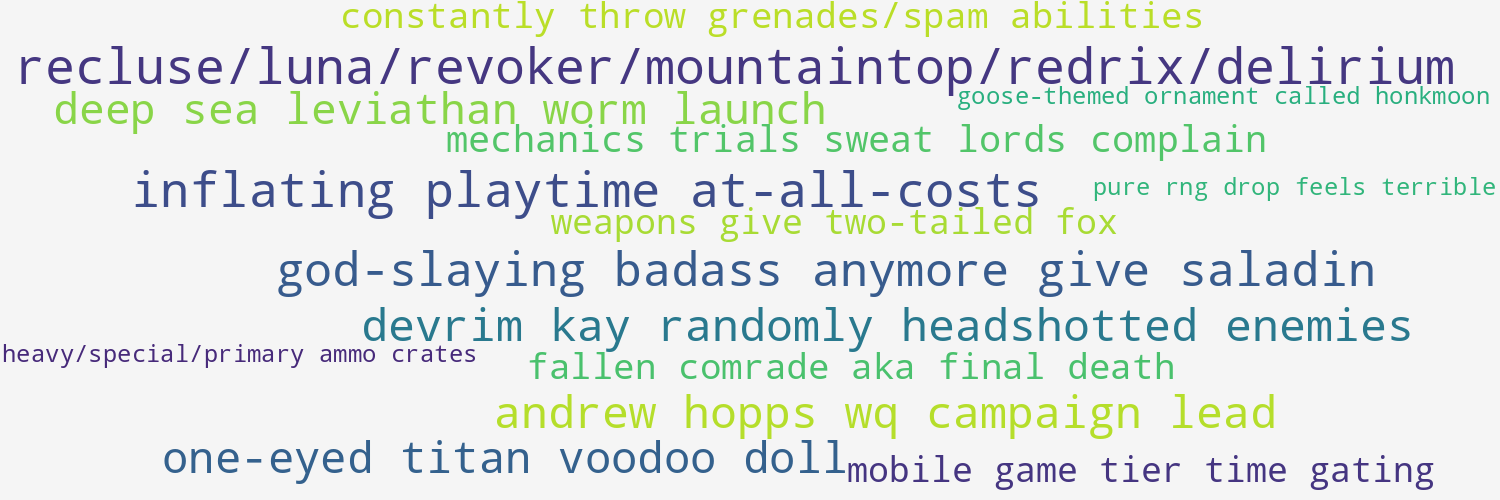 constantly throw grenades/spam abilities
recluse/luna/revoker/mountaintop/redrix/delirium
deep sea leviathan worm launch
goose-themed ornament called honkmoon
mechanics trials sweat lords complain
inflating playtime at-all-costs
pure rng drop feels terrible
weapons give two-tailed fox
god-slaying badass anymore give saladin
devrim kay randomly headshotted enemies
heavy/special/primary ammo crates
fallen comrade aka final death
andrew hopps wq campaign lead
one-eyed titan voodoo doll
mobile game tier time gating